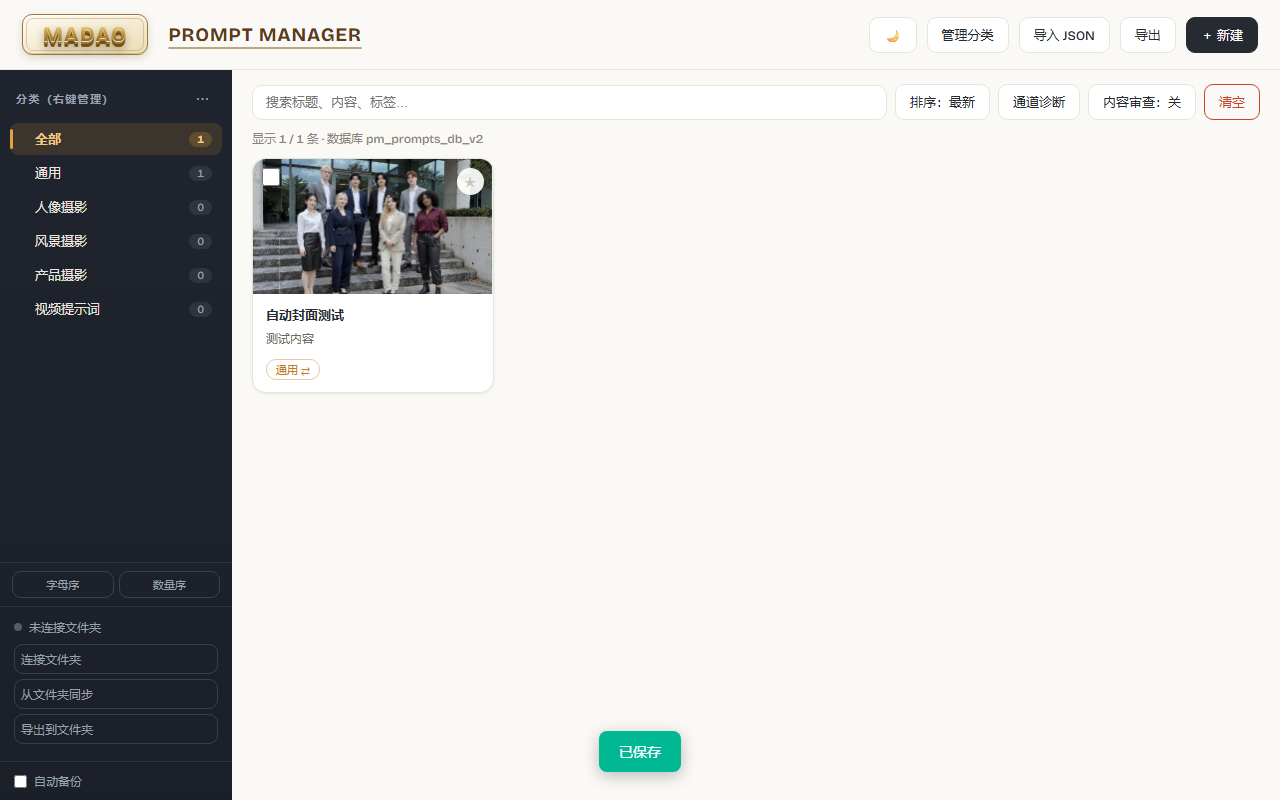 MADAO
PROMPT MANAGER
🌙
管理分类
导入 JSON
导出
+ 新建
分类（右键管理）
···
全部 1
通用 1
人像摄影 0
风景摄影 0
产品摄影 0
视频提示词 0
字母序
数量序
未连接文件夹
连接文件夹
从文件夹同步
导出到文件夹
自动备份
搜索标题、内容、标签...
排序：最新
通道诊断
内容审查：关
清空
显示 1 / 1 条 · 数据库 pm_prompts_db_v2
★
自动封面测试
测试内容
通用 ⇄
已保存